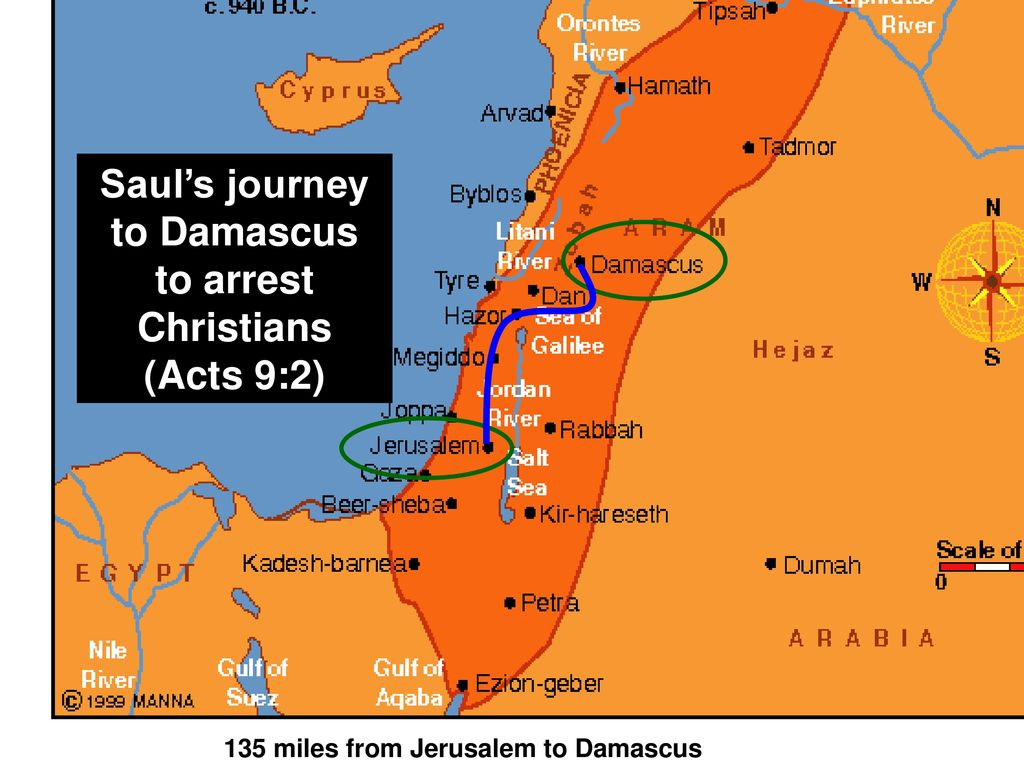 c. 940 B.C.
Tipsah
Euphrates
River
Orontes
River
Hamath
Cyprus
Arvad
PHOENICIA
Tadmor
Saul’s journey
to Damascus
to arrest
Christians
(Acts 9:2)
Byblos
ARAM
Litani
River
Damascus
Tyre
Dan
Hazor
Sea of
Galilee
Megiddo
Hejaz
N
W
S
Jordan
River
Joppa
Jerusalem
Rabbah
Gaza
Salt
Sea
Beer-sheba
Kir-hareseth
Kadesh-barnea
EGYPT
Dumah
Scale of
0
Petra
ARABIA
Nile
River
Gulf of
Suez
Gulf of
Aqaba
Ezion-geber
© 1999 MANNA
135 miles from Jerusalem to Damascus